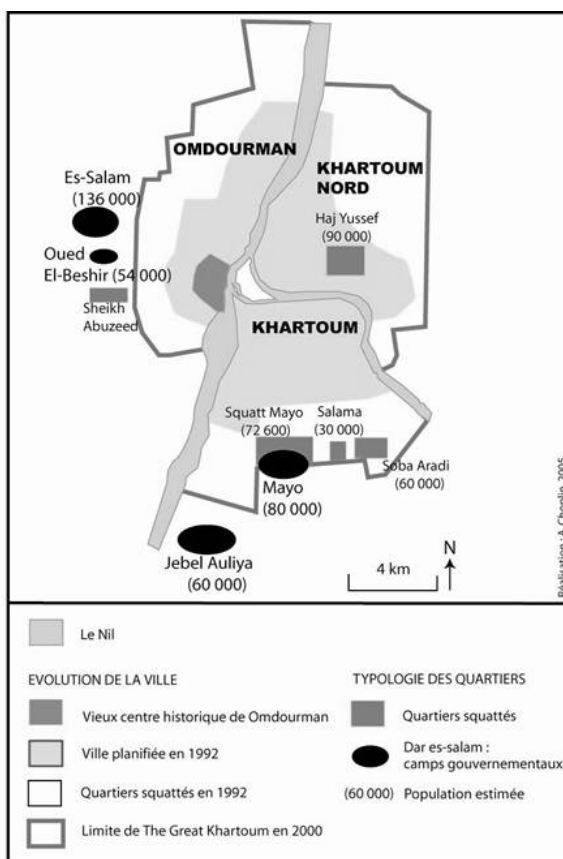 OMDOURMAN
KHARTOUM
NORD
Es-Salam
(136 000)
Haj Yussef
(90 000)
Oued
El-Beshir (54 000)
Sheikh
Abuzeed
KHARTOUM
Squatt Mayo
(72 600)
Salama
(30 000)
Soba Aradi
(60 000)
Mayo
(80 000)
Jebel Auliya
(60 000)
N
4 km
Réalisation : A.Choplin, 2005
Le Nil
EVOLUTION DE LA VILLE
Vieux centre historique de Omdourman
Ville planifiée en 1992
Quartiers squattés en 1992
Limite de The Great Khartoum en 2000
TYPOLOGIE DES QUARTIERS
Quartiers squattés
Dar es-salam :
camps gouvernementaux
(60 000) Population estimée